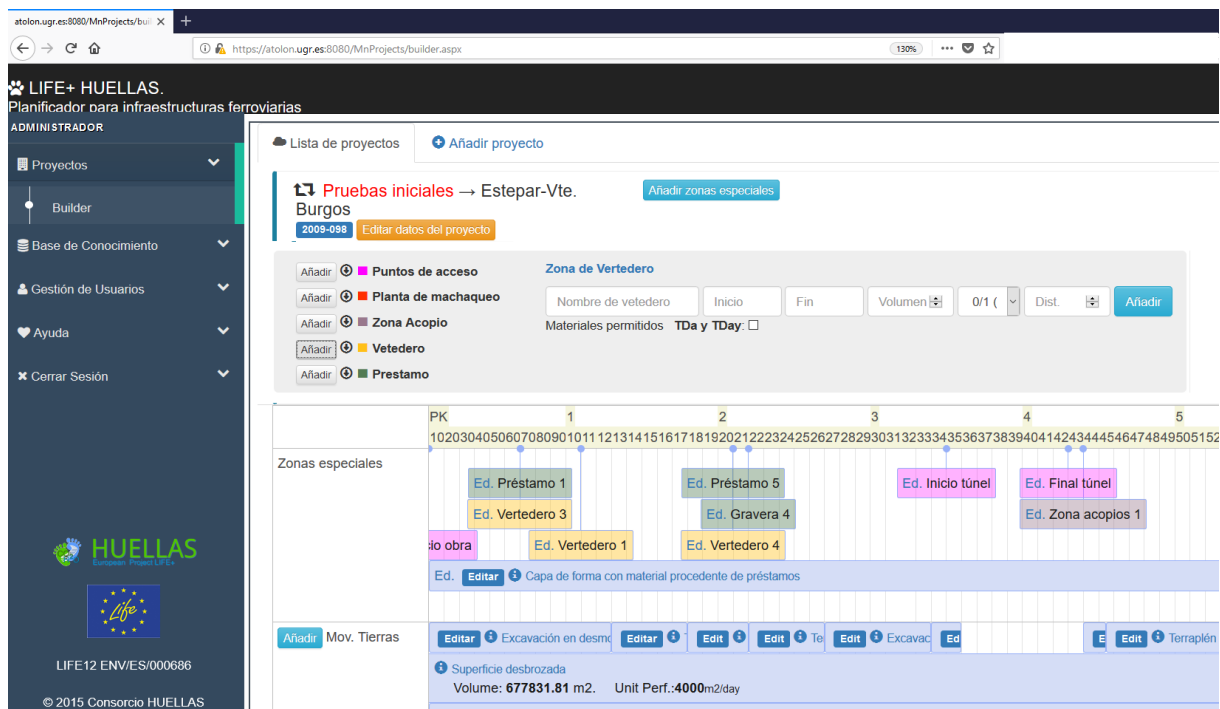 atolon.ugr.es:8080/MnProjects/buil
https://atolon.ugr.es:8080/MnProjects/builder.aspx
130%
LIFE+ HUELLAS.
Planificador para infraestructuras ferroviarias
ADMINISTRADOR
Proyectos
Builder
Base de Conocimiento
Gestión de Usuarios
Ayuda
Cerrar Sesión
HUELLAS
European Project LIFE+
Life
LIFE12 ENV/ES/000686
© 2015 Consorcio HUELLAS
Lista de proyectos Añadir proyecto
Pruebas iniciales → Estepar-Vte.
Burgos
Añadir zonas especiales
2009-098 Editar datos del proyecto
Añadir Puntos de acceso
Añadir Planta de machaqueo
Añadir Zona Acopio
Añadir Vetedero
Añadir Prestamo
Zona de Vertedero
Nombre de vetedero Inicio Fin Volumen 0/1 ( Dist. Añadir
Materiales permitidos TDa y TDay:
PK 1 2 3 4 5
10203040506070809010111213141516171819202122232425262728293031323334353637383940414243444546474849505152
Zonas especiales
Ed. Préstamo 1 Ed. Préstamo 5 Ed. Inicio túnel Ed. Final túnel
Ed. Vertedero 3 Ed. Gravera 4 Ed. Zona acopios 1
io obra Ed. Vertedero 1 Ed. Vertedero 4
Ed. Editar Capa de forma con material procedente de préstamos
Añadir Mov. Tierras
Editar Excavación en desmo Editar Edit Edit Te Edit Excavac Ed E Edit Terraplén
Superficie desbrozada
Volume: 677831.81 m2. Unit Perf.:4000m2/day